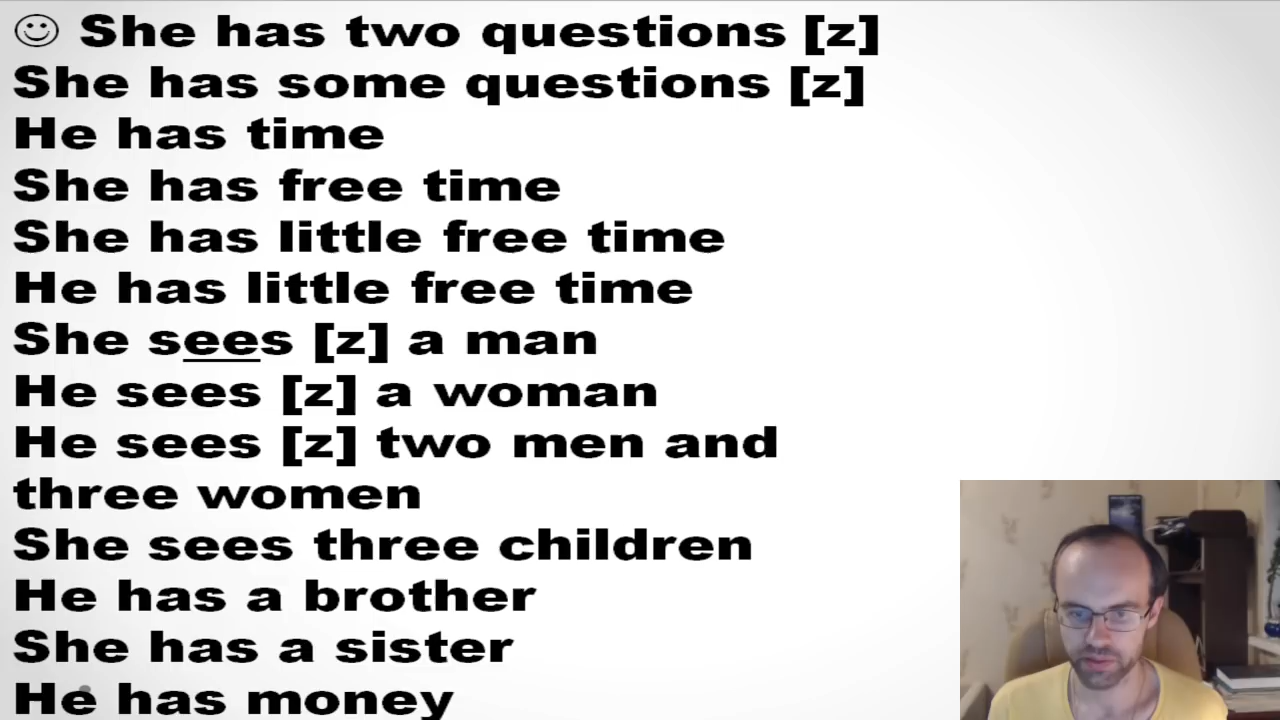 ☺ She has two questions [z]
She has some questions [z]
He has time
She has free time
She has little free time
He has little free time
She sees [z] a man
He sees [z] a woman
He sees [z] two men and
three women
She sees three children
He has a brother
She has a sister
He has money